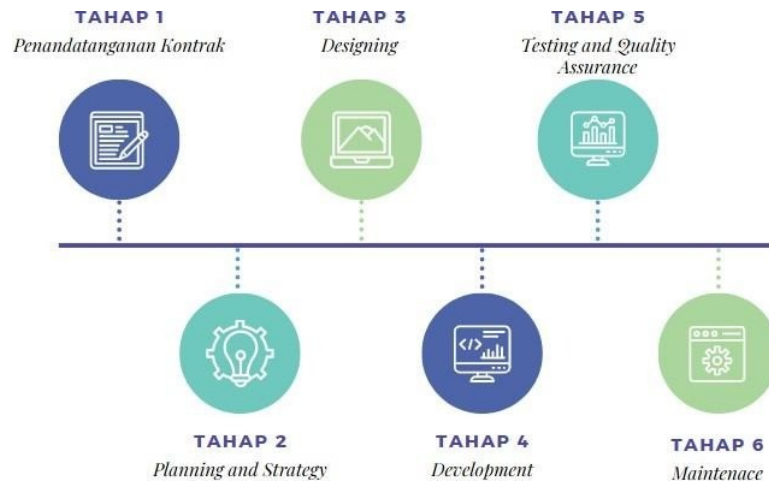 TAHAP 1
Penandatanganan Kontrak
TAHAP 3
Designing
TAHAP 5
Testing and Quality
Assurance
</>
TAHAP 2
Planning and Strategy
TAHAP 4
Development
TAHAP 6
Maintenace